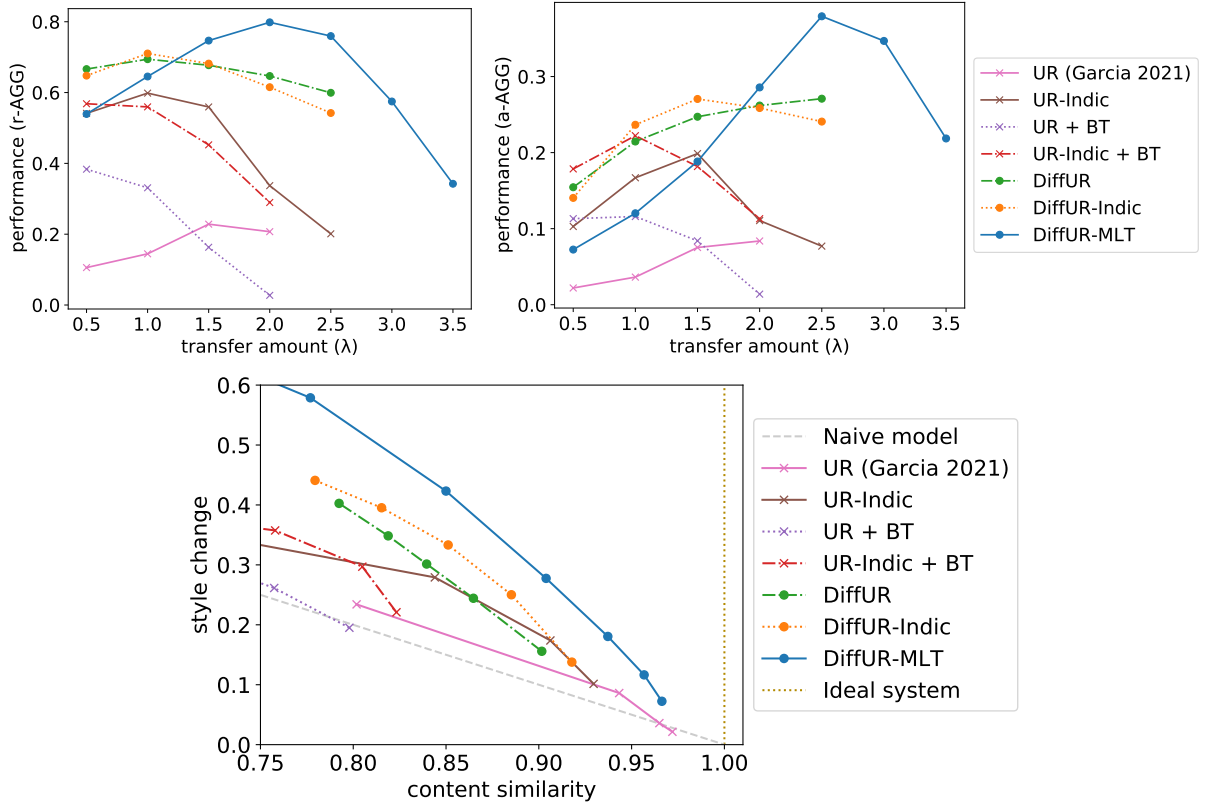 performance (r-AGG)
0.8
0.6
0.4
0.2
0.0
0.5 1.0 1.5 2.0 2.5 3.0 3.5
transfer amount (λ)
performance (a-AGG)
0.3
0.2
0.1
0.0
0.5 1.0 1.5 2.0 2.5 3.0 3.5
transfer amount (λ)
UR (Garcia 2021)
UR-Indic
UR + BT
UR-Indic + BT
DiffUR
DiffUR-Indic
DiffUR-MLT
style change
0.6
0.5
0.4
0.3
0.2
0.1
0.0
0.75 0.80 0.85 0.90 0.95 1.00
content similarity
Naive model
UR (Garcia 2021)
UR-Indic
UR + BT
UR-Indic + BT
DiffUR
DiffUR-Indic
DiffUR-MLT
Ideal system